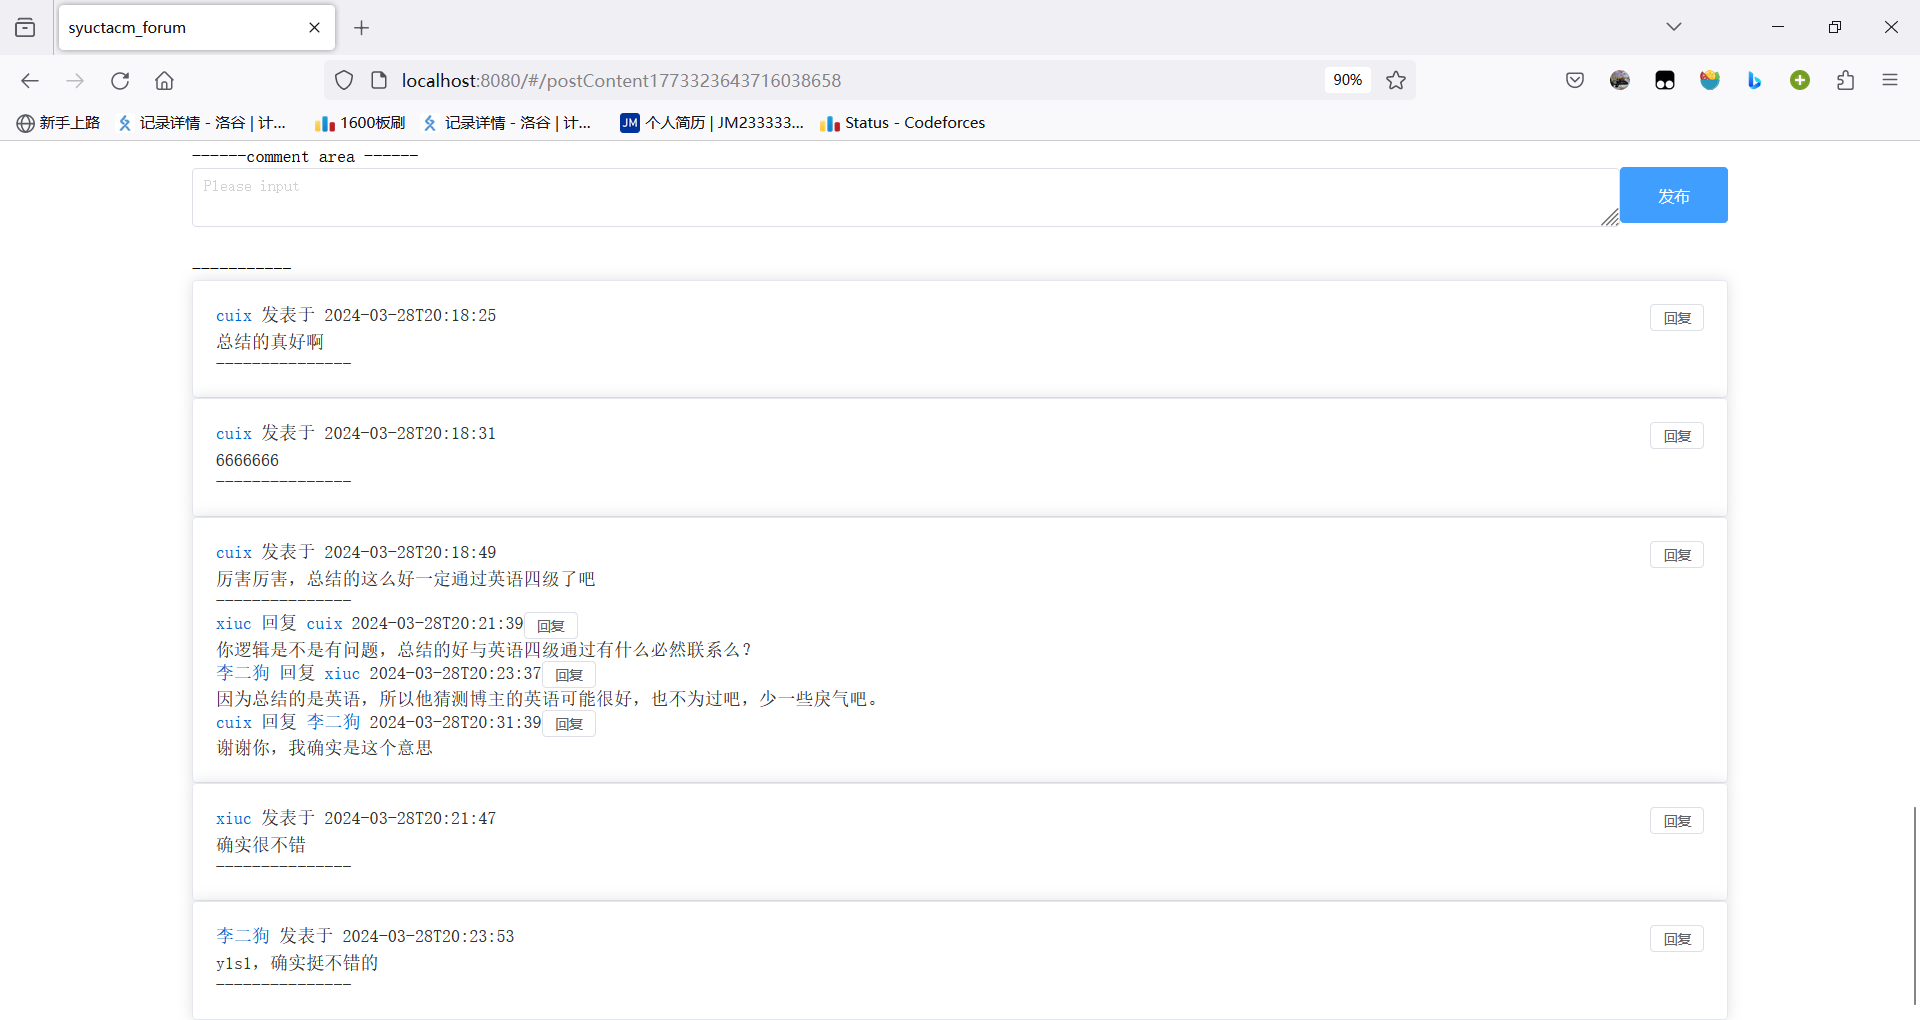 syuctacm_forum
localhost:8080/#/postContent1773323643716038658
90%
新手上路 记录详情 - 洛谷 | 计... 1600板刷 记录详情 - 洛谷 | 计... JM 个人简历 | JM233333... Status - Codeforces
------comment area ------
Please input
发布
-----------
cuix 发表于 2024-03-28T20:18:25 回复
总结的真好啊
---------------
cuix 发表于 2024-03-28T20:18:31 回复
6666666
---------------
cuix 发表于 2024-03-28T20:18:49 回复
厉害厉害，总结的这么好一定通过英语四级了吧
---------------
xiuc 回复 cuix 2024-03-28T20:21:39 回复
你逻辑是不是有问题，总结的好与英语四级通过有什么必然联系么？
李二狗 回复 xiuc 2024-03-28T20:23:37 回复
因为总结的是英语，所以他猜测博主的英语可能很好，也不为过吧，少一些戾气吧。
cuix 回复 李二狗 2024-03-28T20:31:39 回复
谢谢你，我确实是这个意思
xiuc 发表于 2024-03-28T20:21:47 回复
确实很不错
---------------
李二狗 发表于 2024-03-28T20:23:53 回复
y1s1，确实挺不错的
---------------